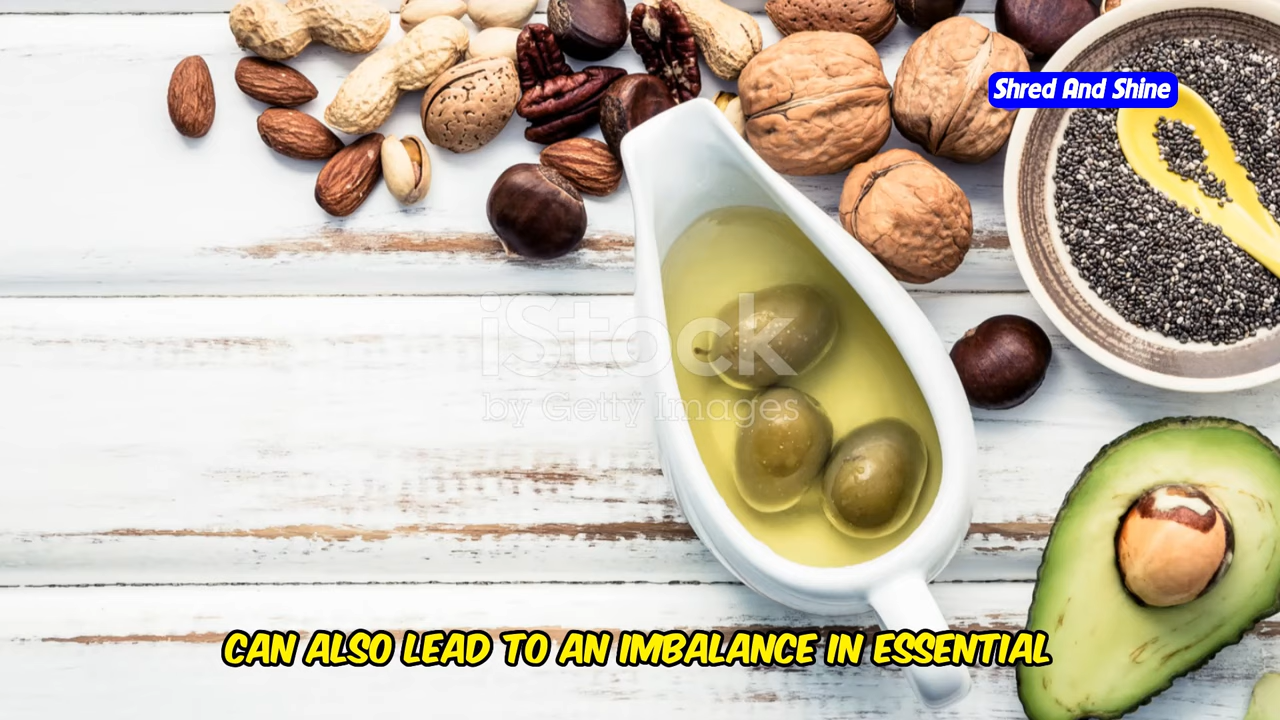 Shred And Shine
iStock
by Getty Images
CAN ALSO LEAD TO AN IMBALANCE IN ESSENTIAL